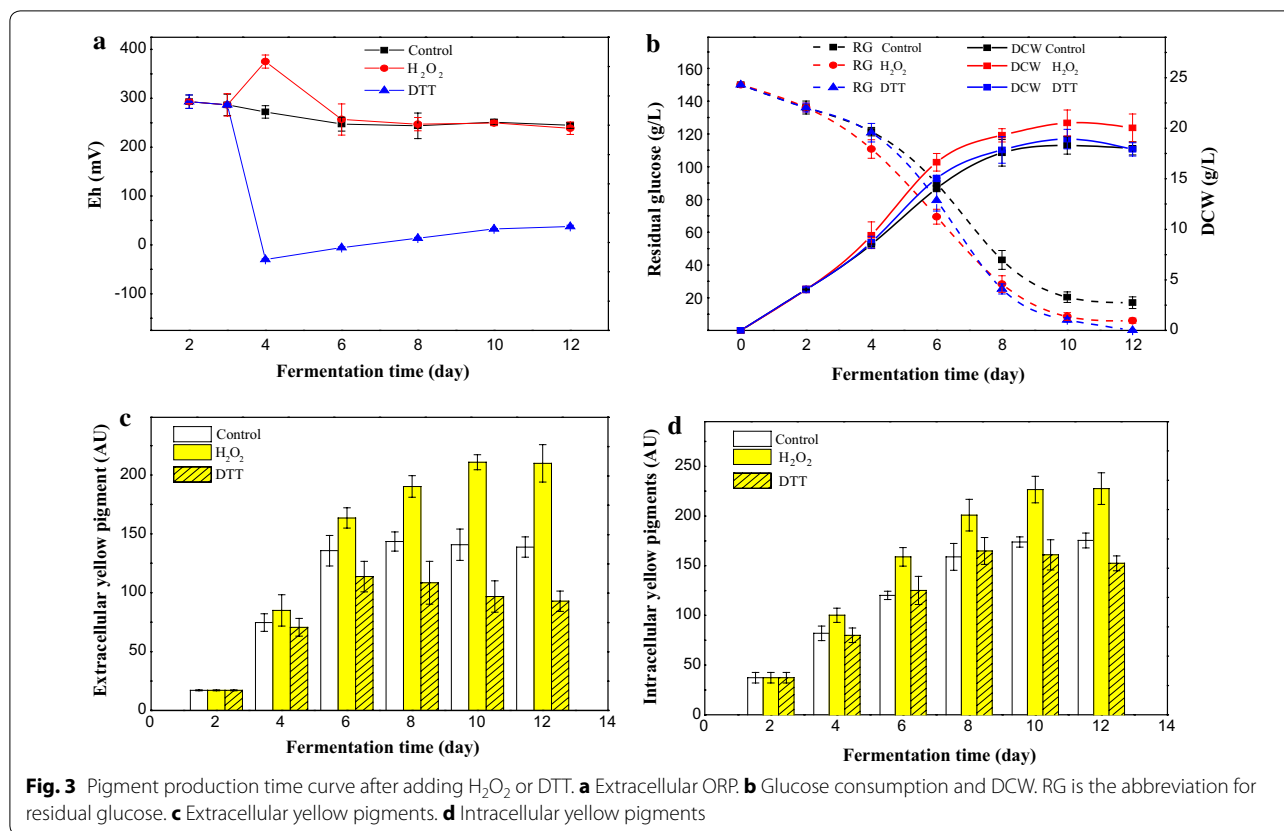 a
400
300
200
100
0
-100
Eh (mV)
Control
H₂O₂
DTT
2 4 6 8 10 12
Fermentation time (day)
b
160
140
120
100
80
60
40
20
Residual glucose (g/L)
RG Control DCW Control
RG H₂O₂ DCW H₂O₂
RG DTT DCW DTT
25
20
15
10
5
0
DCW (g/L)
0 2 4 6 8 10 12
Fermentation time (day)
c
200
150
100
50
0
Extracellular yellow pigment (AU)
Control
H₂O₂
DTT
0 2 4 6 8 10 12 14
Fermentation time (day)
d
250
225
200
175
150
125
100
75
50
25
0
Intracellular yellow pigments (AU)
Control
H₂O₂
DTT
0 2 4 6 8 10 12 14
Fermentation time (day)
Fig. 3 Pigment production time curve after adding H₂O₂ or DTT. a Extracellular ORP. b Glucose consumption and DCW. RG is the abbreviation for
residual glucose. c Extracellular yellow pigments. d Intracellular yellow pigments